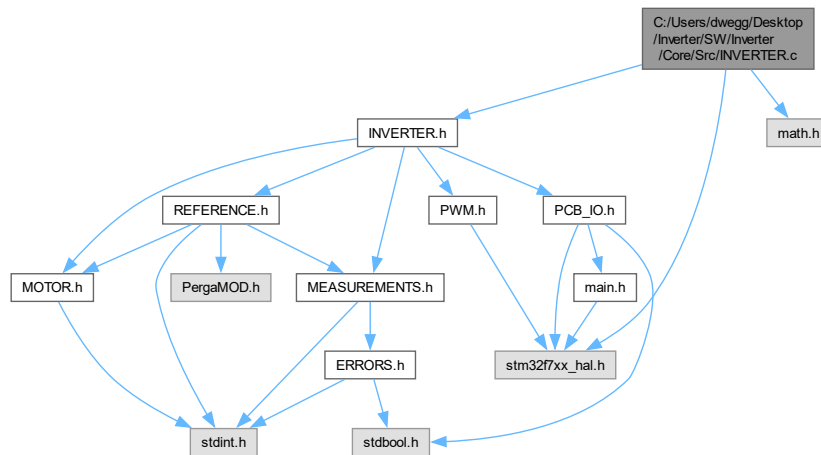 C:/Users/dwegg/Desktop
/Inverter/SW/Inverter
/Core/Src/INVERTER.c
INVERTER.h
math.h
REFERENCE.h
PWM.h
PCB_IO.h
MOTOR.h
PergaMOD.h
MEASUREMENTS.h
main.h
ERRORS.h
stm32f7xx_hal.h
stdint.h
stdbool.h